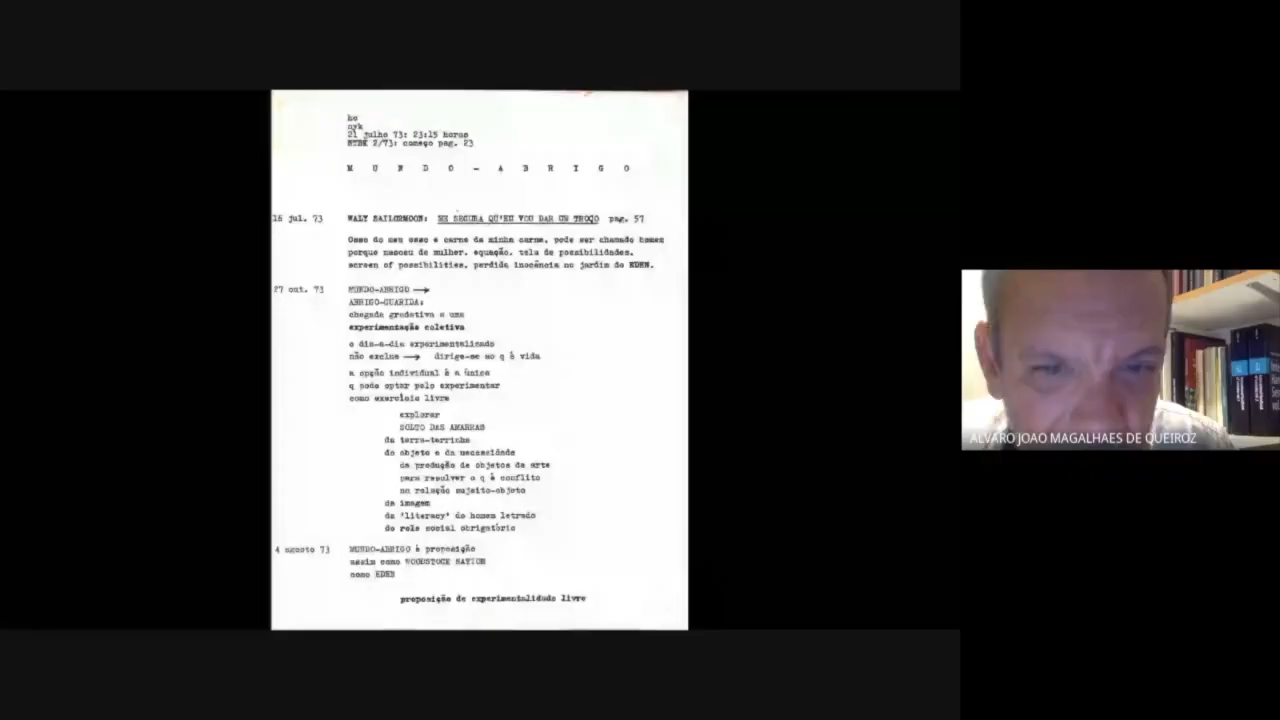 ho
nyk
21 julho 73: 23:15 horas
NTBK 2/73: começo pag. 23
M U N D O - A B R I G O
16 jul. 73 WALY SAILORMOON: ME SEGURA QU'EU VOU DAR UM TROÇO pag. 57
Osso do meu osso e carne da minha carne, pode ser chamado homem
porque nasceu de mulher, equação, tela de possibilidades,
screen of possibilities, perdida inocência no jardim do EDEN.
27 out. 73 MUNDO-ABRIGO →
ABRIGO-GUARIDA:
chegada gradativa a uma
experimentação coletiva
o dia-a-dia experimentalizado
não exclue → dirige-se ao q é vida
a opção individual é a única
q pode optar pelo experimentar
como exercício livre
explorar
SOLTO DAS AMARRAS
da terra-terrinha
do objeto e da necessidade
da produção de objetos da arte
para resolver o q é conflito
na relação sujeito-objeto
da imagem
da 'literacy' do homem letrado
do role social obrigatório
4 agosto 73 MUNDO-ABRIGO é proposição
assim como WOODSTOCK NATION
como EDEN
proposição de experimentalidade livre
ALVARO JOAO MAGALHAES DE QUEIROZ